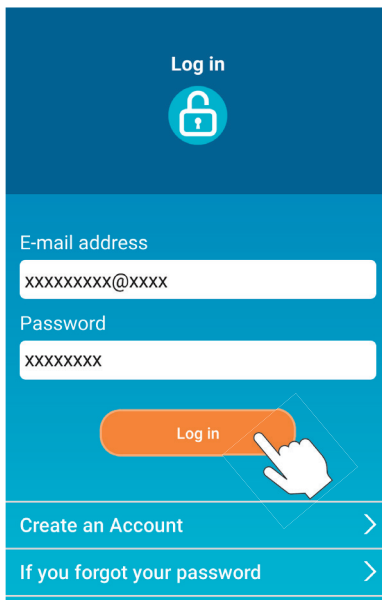 Log in
E-mail address
xxxxxxxxx@xxxx
Password
xxxxxxxx
Log in
Create an Account
If you forgot your password